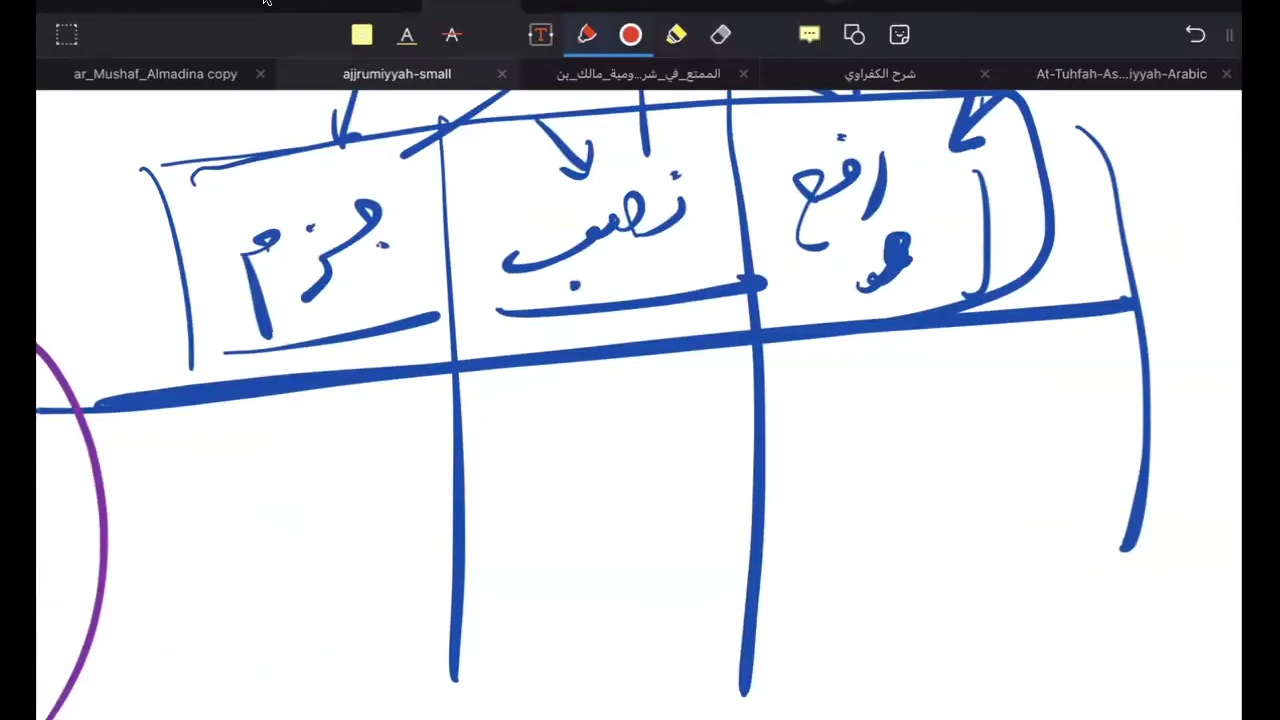 ar_Mushaf_Almadina copy
ajjrumiyyah-small
الممتع_في_شر...ومية_مالك_بن
شرح الكفراوي
At-Tuhfah-As...iyyah-Arabic
رفع نصب جزم